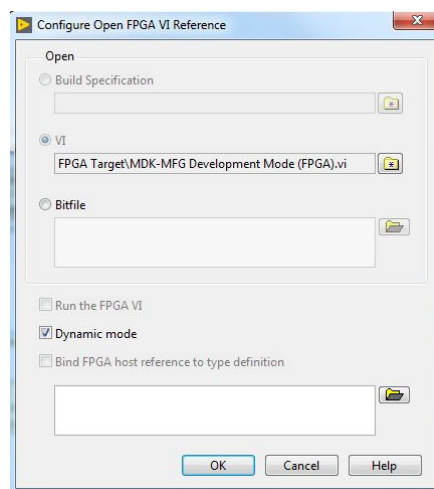 Configure Open FPGA VI Reference
Open
Build Specification
VI
FPGA Target\MDK-MFG Development Mode (FPGA).vi
Bitfile
Run the FPGA VI
Dynamic mode
Bind FPGA host reference to type definition
OK Cancel Help